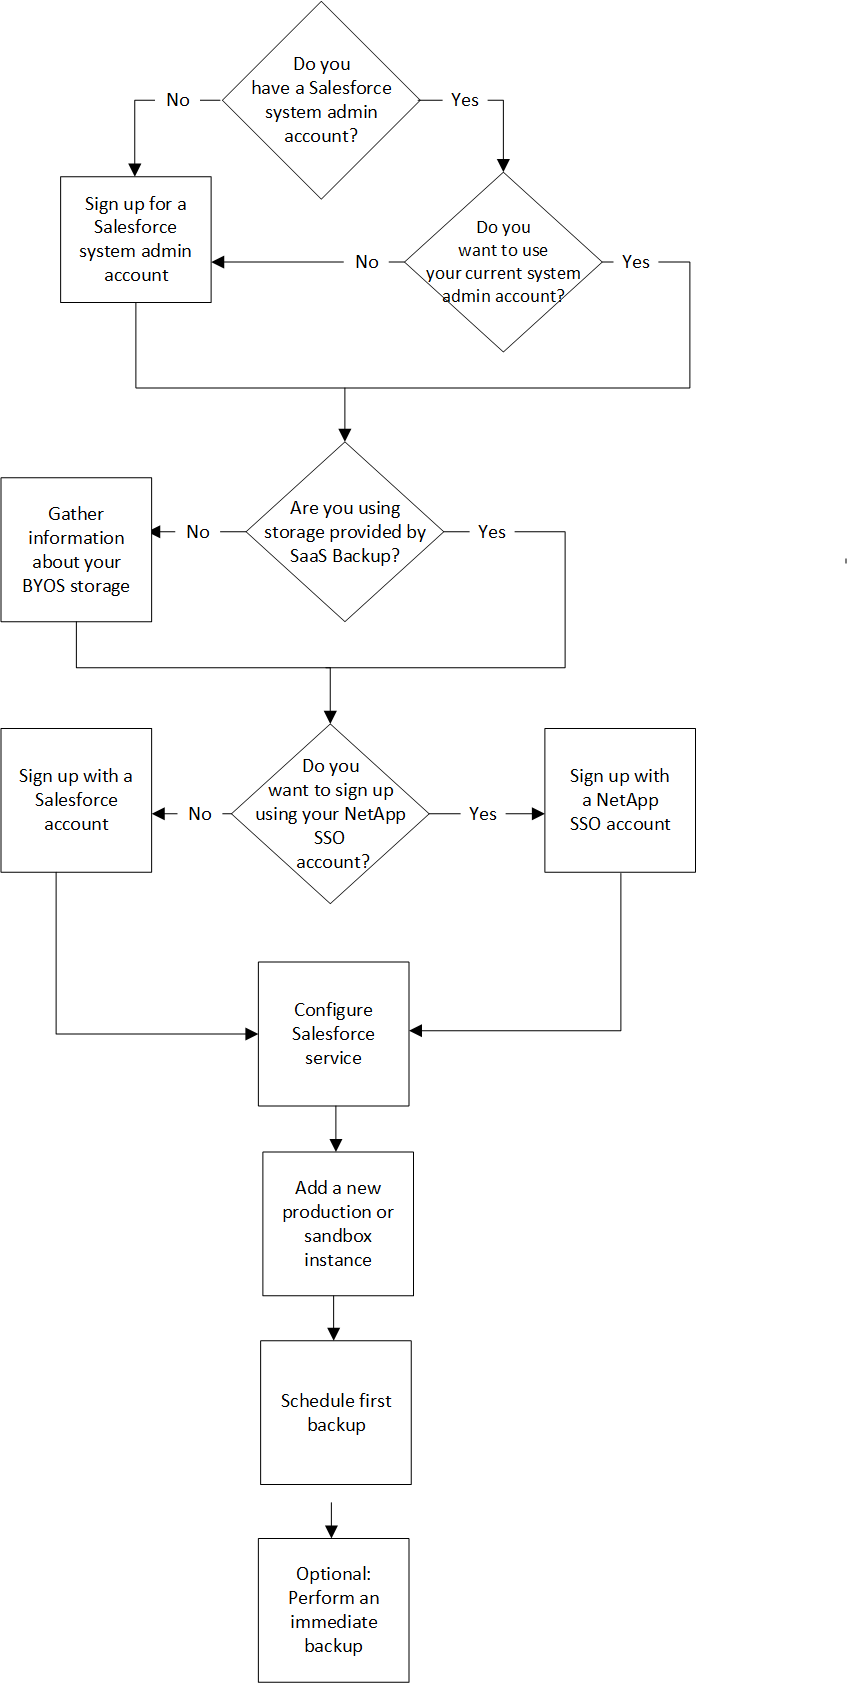 Do you
have a Salesforce
system admin
account?
No
Yes
Sign up for a
Salesforce
system admin
account
Do you
want to use
your current system
admin account?
No
Yes
Are you using
storage provided by
SaaS Backup?
No
Yes
Gather
information
about your
BYOS storage
Do you
want to sign up
using your NetApp
SSO
account?
No
Yes
Sign up with a
Salesforce
account
Sign up with
a NetApp
SSO account
Configure
Salesforce
service
Add a new
production or
sandbox
instance
Schedule first
backup
Optional:
Perform an
immediate
backup